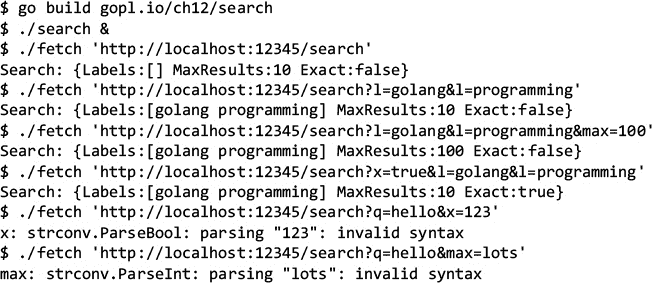 $ go build gopl.io/ch12/search
$ ./search &
$ ./fetch 'http://localhost:12345/search'
Search: {Labels:[] MaxResults:10 Exact:false}
$ ./fetch 'http://localhost:12345/search?l=golang&l=programming'
Search: {Labels:[golang programming] MaxResults:10 Exact:false}
$ ./fetch 'http://localhost:12345/search?l=golang&l=programming&max=100'
Search: {Labels:[golang programming] MaxResults:100 Exact:false}
$ ./fetch 'http://localhost:12345/search?x=true&l=golang&l=programming'
Search: {Labels:[golang programming] MaxResults:10 Exact:true}
$ ./fetch 'http://localhost:12345/search?q=hello&x=123'
x: strconv.ParseBool: parsing "123": invalid syntax
$ ./fetch 'http://localhost:12345/search?q=hello&max=lots'
max: strconv.ParseInt: parsing "lots": invalid syntax